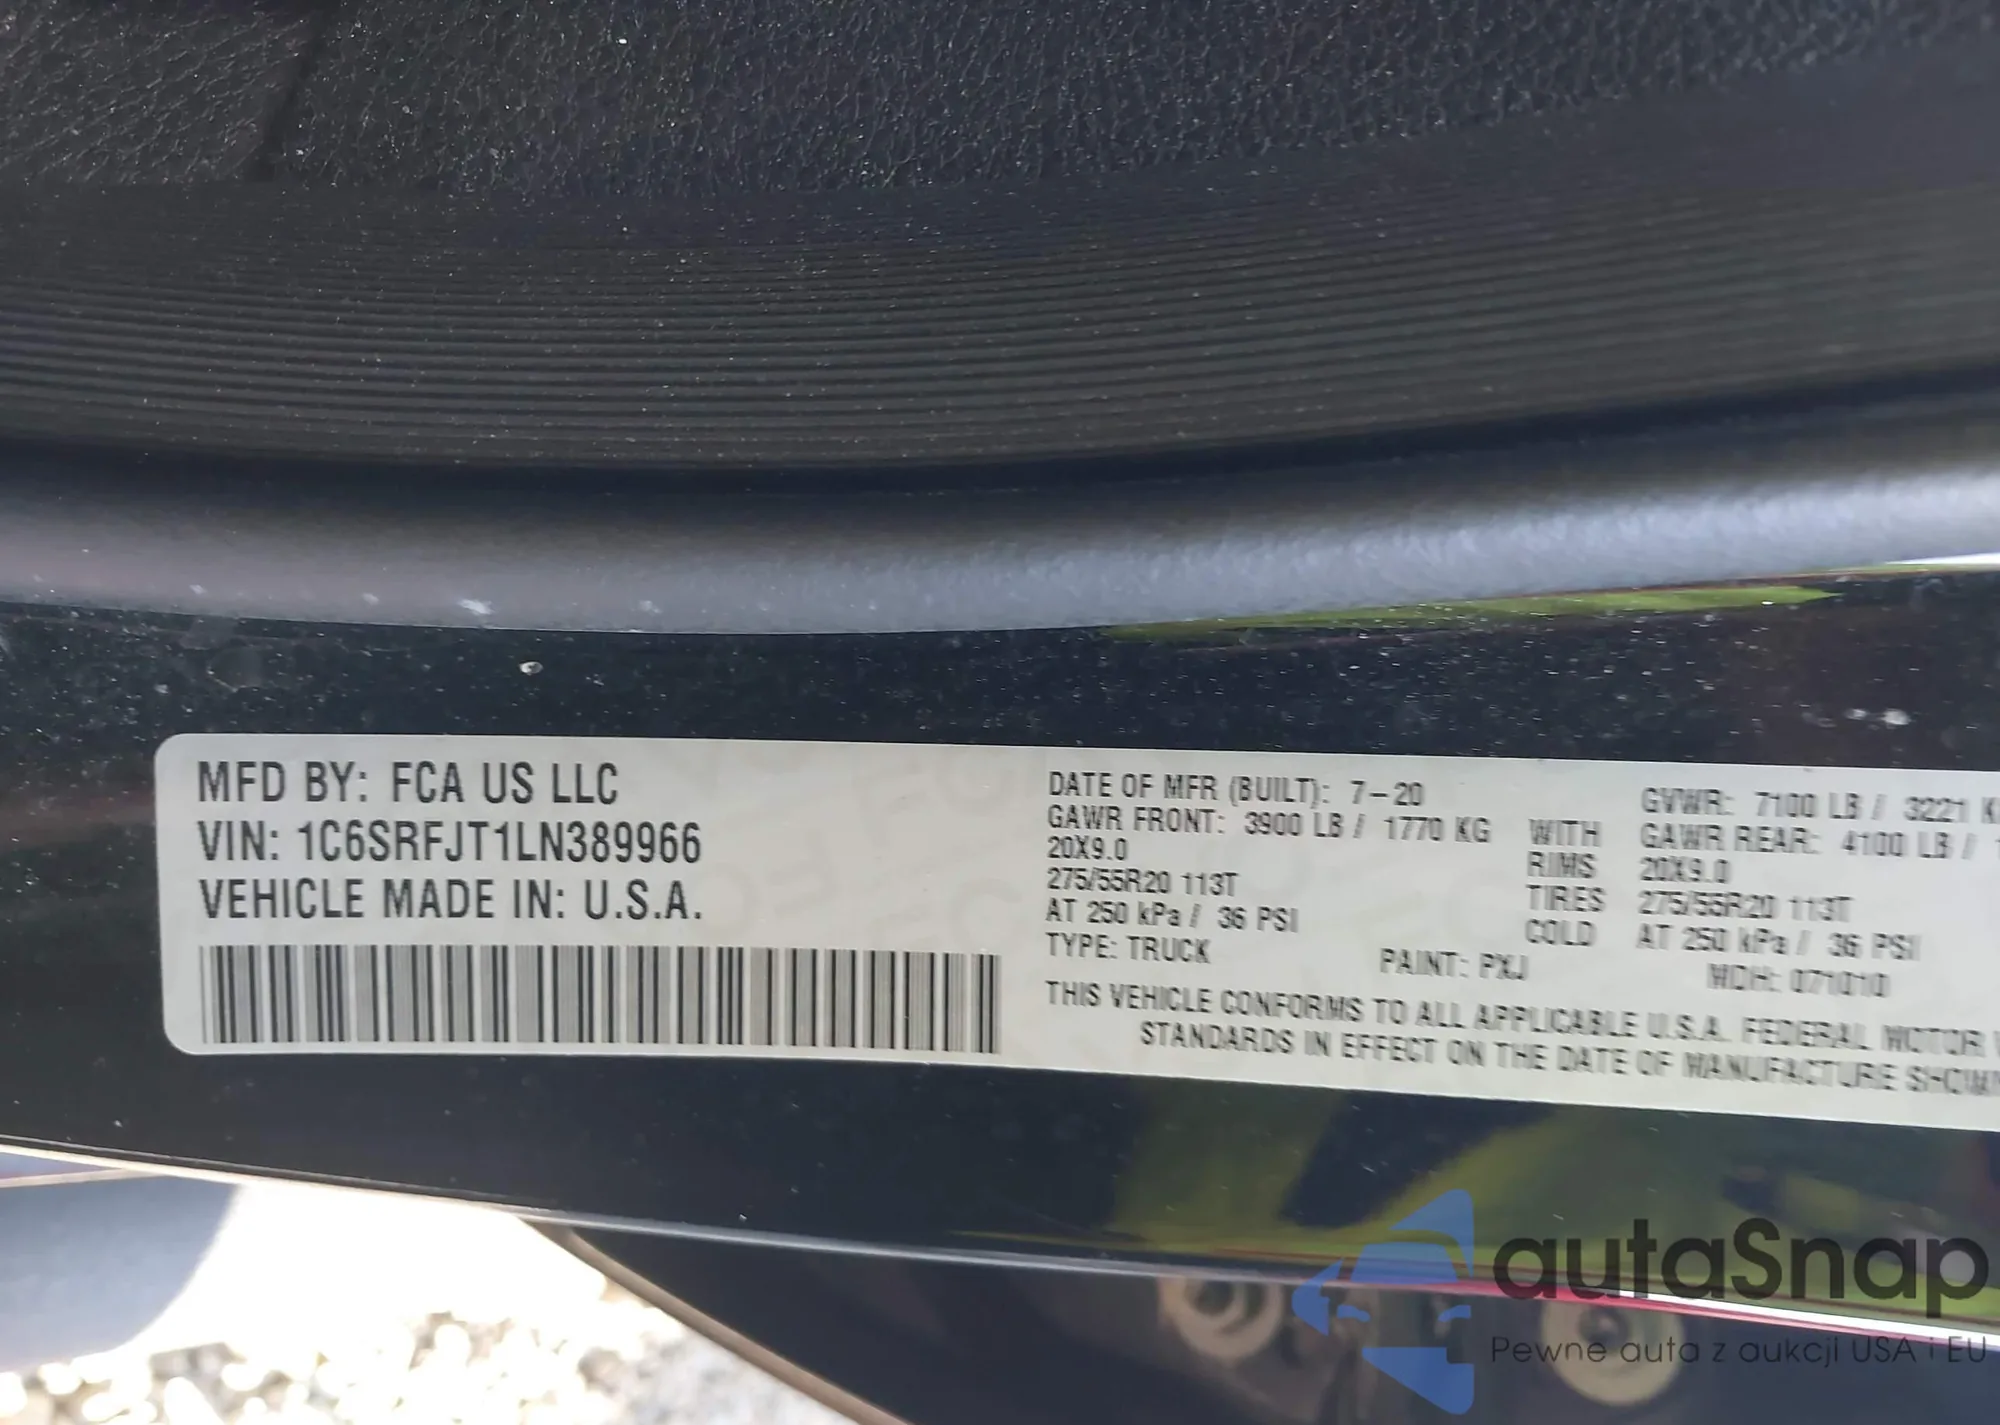 MFD BY: FCA US LLC
VIN: 1C6SRFJT1LN389966
VEHICLE MADE IN: U.S.A.
DATE OF MFR (BUILT): 7-20 GVWR: 7100 LB / 3221
GAWR FRONT: 3900 LB / 1770 KG WITH GAWR REAR: 4100 LB /
20X9.0 RIMS 20X9.0
275/55R20 113T TIRES 275/55R20 113T
AT 250 kPa / 36 PSI COLD AT 250 kPa / 36 PSI
TYPE: TRUCK PAINT: PXJ MDH: 071010
THIS VEHICLE CONFORMS TO ALL APPLICABLE U.S.A. FEDERAL MOTOR
STANDARDS IN EFFECT ON THE DATE OF MANUFACTURE SHOWN
autaSnap
Pewne auta z aukcji USA i EU